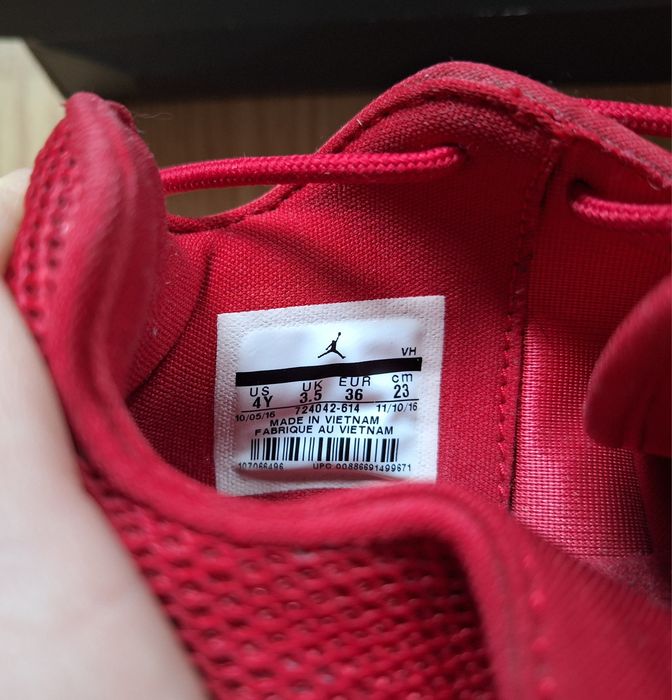 VH
US UK EUR cm
4Y 3.5 36 23
10/05/16 724042-614 11/10/16
MADE IN VIETNAM
FABRIQUE AU VIETNAM
107066496 UPC 00886691499671